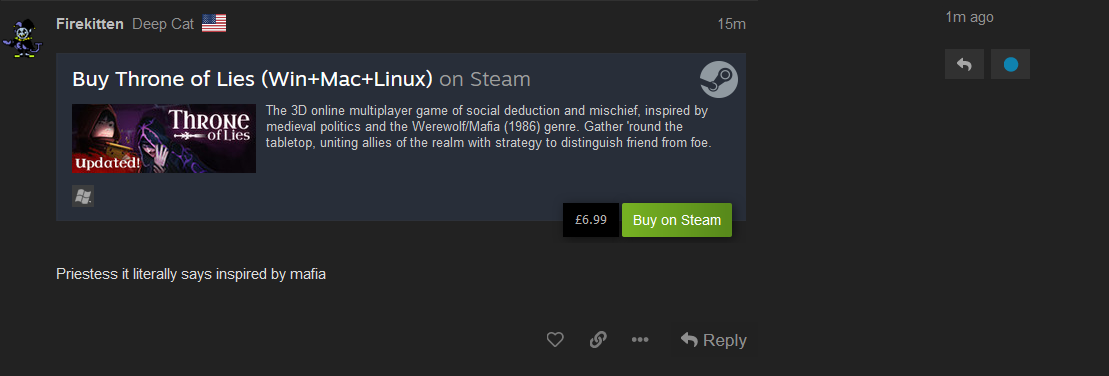 Firekitten Deep Cat 15m
1m ago
Buy Throne of Lies (Win+Mac+Linux) on Steam
THRONE
of LIES
Updated!
The 3D online multiplayer game of social deduction and mischief, inspired by
medieval politics and the Werewolf/Mafia (1986) genre. Gather 'round the
tabletop, uniting allies of the realm with strategy to distinguish friend from foe.
£6.99 Buy on Steam
Priestess it literally says inspired by mafia
Reply